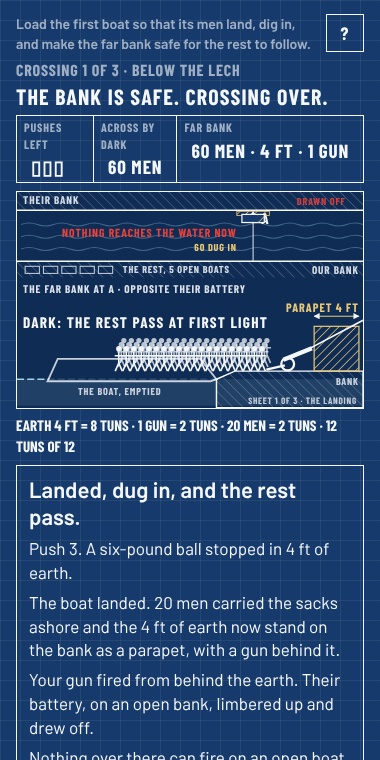 Load the first boat so that its men land, dig in,
and make the far bank safe for the rest to follow.
?
CROSSING 1 OF 3 · BELOW THE LECH
THE BANK IS SAFE. CROSSING OVER.
PUSHES LEFT
ACROSS BY DARK
60 MEN
FAR BANK
60 MEN · 4 FT · 1 GUN
THEIR BANK
DRAWN OFF
A
NOTHING REACHES THE WATER NOW
60 DUG IN
THE REST, 5 OPEN BOATS
OUR BANK
THE FAR BANK AT A · OPPOSITE THEIR BATTERY
PARAPET 4 FT
DARK: THE REST PASS AT FIRST LIGHT
BANK
THE BOAT, EMPTIED
SHEET 1 OF 3 · THE LANDING
EARTH 4 FT = 8 TUNS · 1 GUN = 2 TUNS · 20 MEN = 2 TUNS · 12
TUNS OF 12
Landed, dug in, and the rest
pass.
Push 3. A six-pound ball stopped in 4 ft of
earth.
The boat landed. 20 men carried the sacks
ashore and the 4 ft of earth now stand on
the bank as a parapet, with a gun behind it.
Your gun fired from behind the earth. Their
battery, on an open bank, limbered up and
drew off.
Nothing over there can fire on an open boat